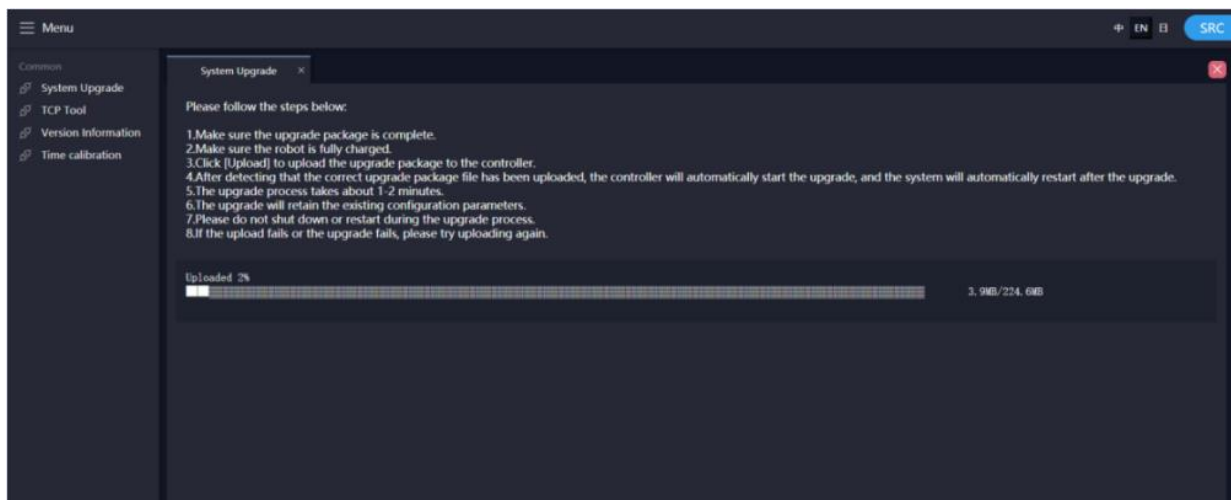 Menu
中 EN 日 SRC
Common
System Upgrade
TCP Tool
Version Information
Time calibration
System Upgrade ×
Please follow the steps below:
1.Make sure the upgrade package is complete.
2.Make sure the robot is fully charged.
3.Click [Upload] to upload the upgrade package to the controller.
4.After detecting that the correct upgrade package file has been uploaded, the controller will automatically start the upgrade, and the system will automatically restart after the upgrade.
5.The upgrade process takes about 1-2 minutes.
6.The upgrade will retain the existing configuration parameters.
7.Please do not shut down or restart during the upgrade process.
8.If the upload fails or the upgrade fails, please try uploading again.
Uploaded 2%
3.9MB/224.6MB